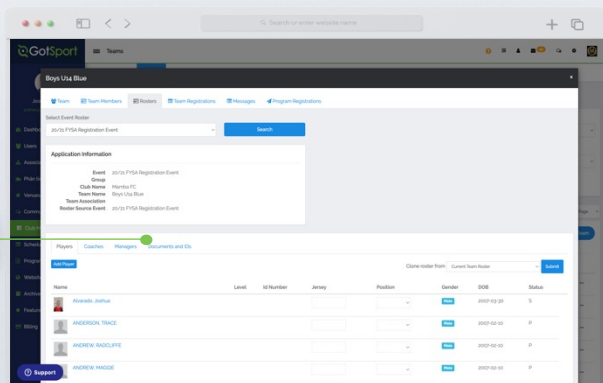 Search or enter website name
GotSport
Teams
Boys U14 Blue
Team
Team Members
Rosters
Team Registrations
Messages
Program Registrations
Select Event Roster
20/21 FYSA Registration Event
Search
Application Information
Event 20/21 FYSA Registration Event
Group
Club Name Mamba FC
Team Name Boys U14 Blue
Team Association
Roster Source Event 20/21 FYSA Registration Event
Players Coaches Managers Documents and IDs
Add Player
Clone roster from Current Team Roster Submit
Name Level Id Number Jersey Position Gender DOB Status
Alvarado, Joshua Male 2007-03-30 S
ANDERSON, TRACE Male 2007-02-10 P
ANDREW, RADCLIFFE Male 2007-02-10 P
ANDREW, MAGGIE Male 2007-02-10 P
Users
Billing
Support